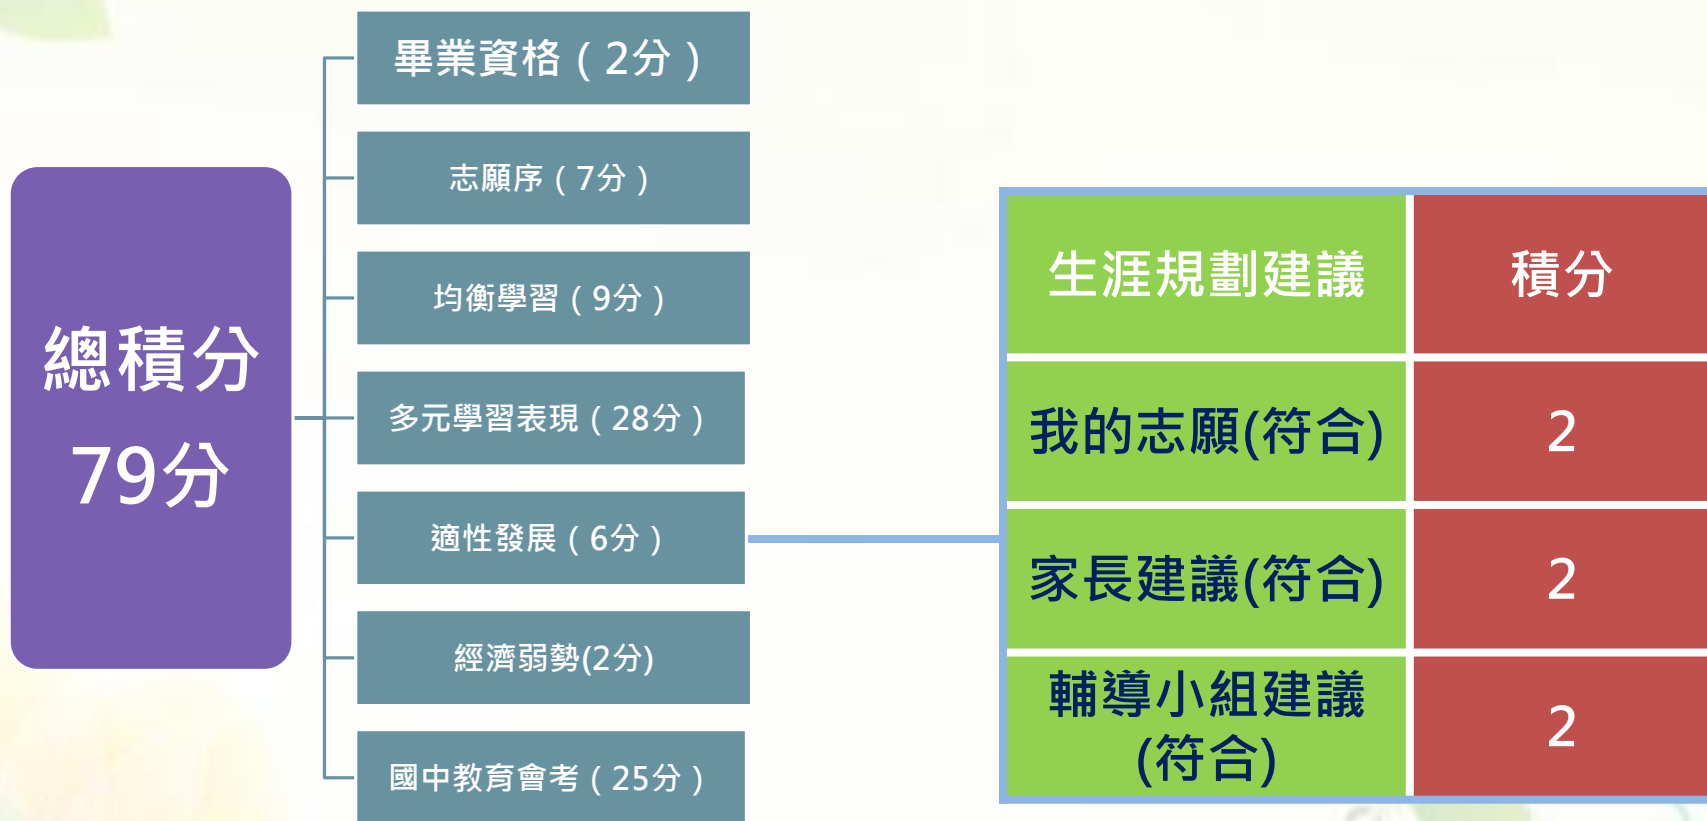 總積分
79分
畢業資格（2分）
志願序（7分）
均衡學習（9分）
多元學習表現（28分）
適性發展（6分）
經濟弱勢(2分)
國中教育會考（25分）
生涯規劃建議
積分
我的志願(符合)
2
家長建議(符合)
2
輔導小組建議
(符合)
2